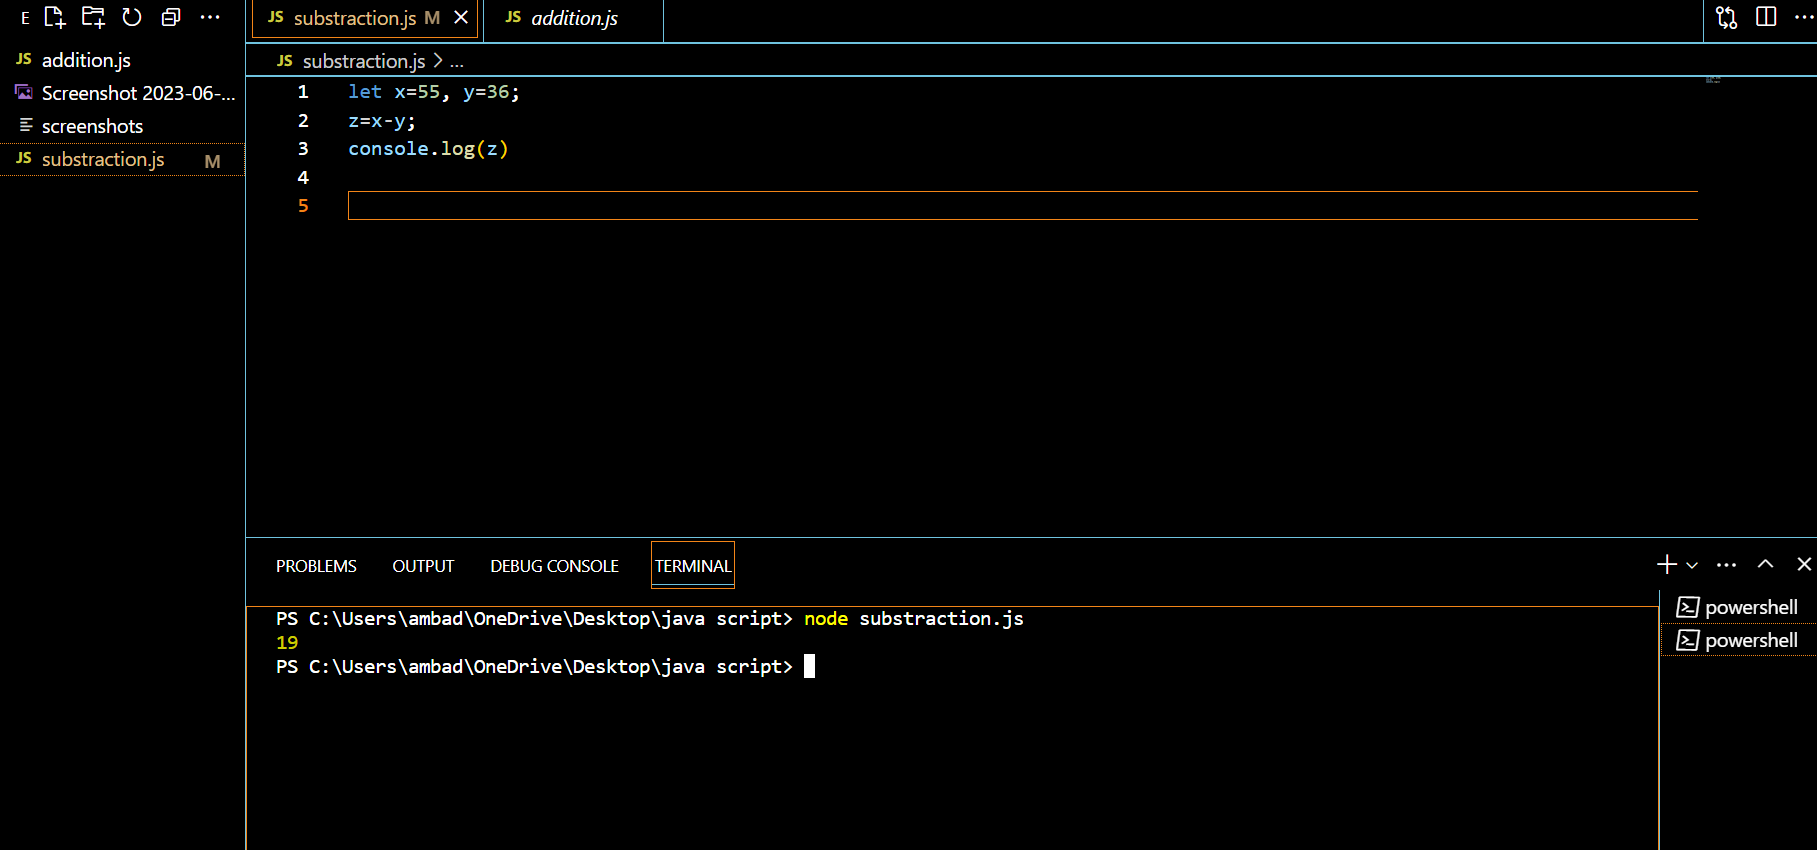 E
JS addition.js
Screenshot 2023-06-...
screenshots
JS substraction.js M
JS substraction.js M
JS addition.js
JS substraction.js > ...
1 let x=55, y=36;
2 z=x-y;
3 console.log(z)
4
5
PROBLEMS OUTPUT DEBUG CONSOLE TERMINAL
PS C:\Users\ambad\OneDrive\Desktop\java script> node substraction.js
19
PS C:\Users\ambad\OneDrive\Desktop\java script>
powershell
powershell